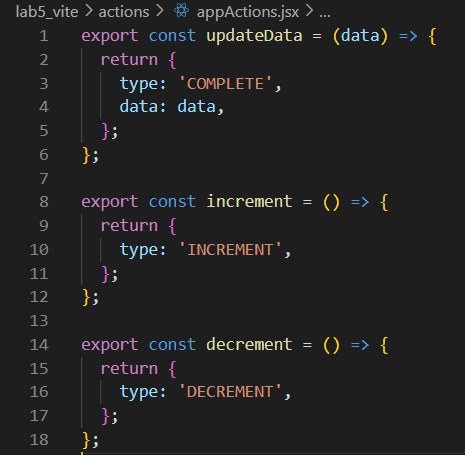 lab5_vite > actions > appActions.jsx > ...
1 export const updateData = (data) => {
2   return {
3     type: 'COMPLETE',
4     data: data,
5   };
6 };
7
8 export const increment = () => {
9   return {
10     type: 'INCREMENT',
11   };
12 };
13
14 export const decrement = () => {
15   return {
16     type: 'DECREMENT',
17   };
18 };